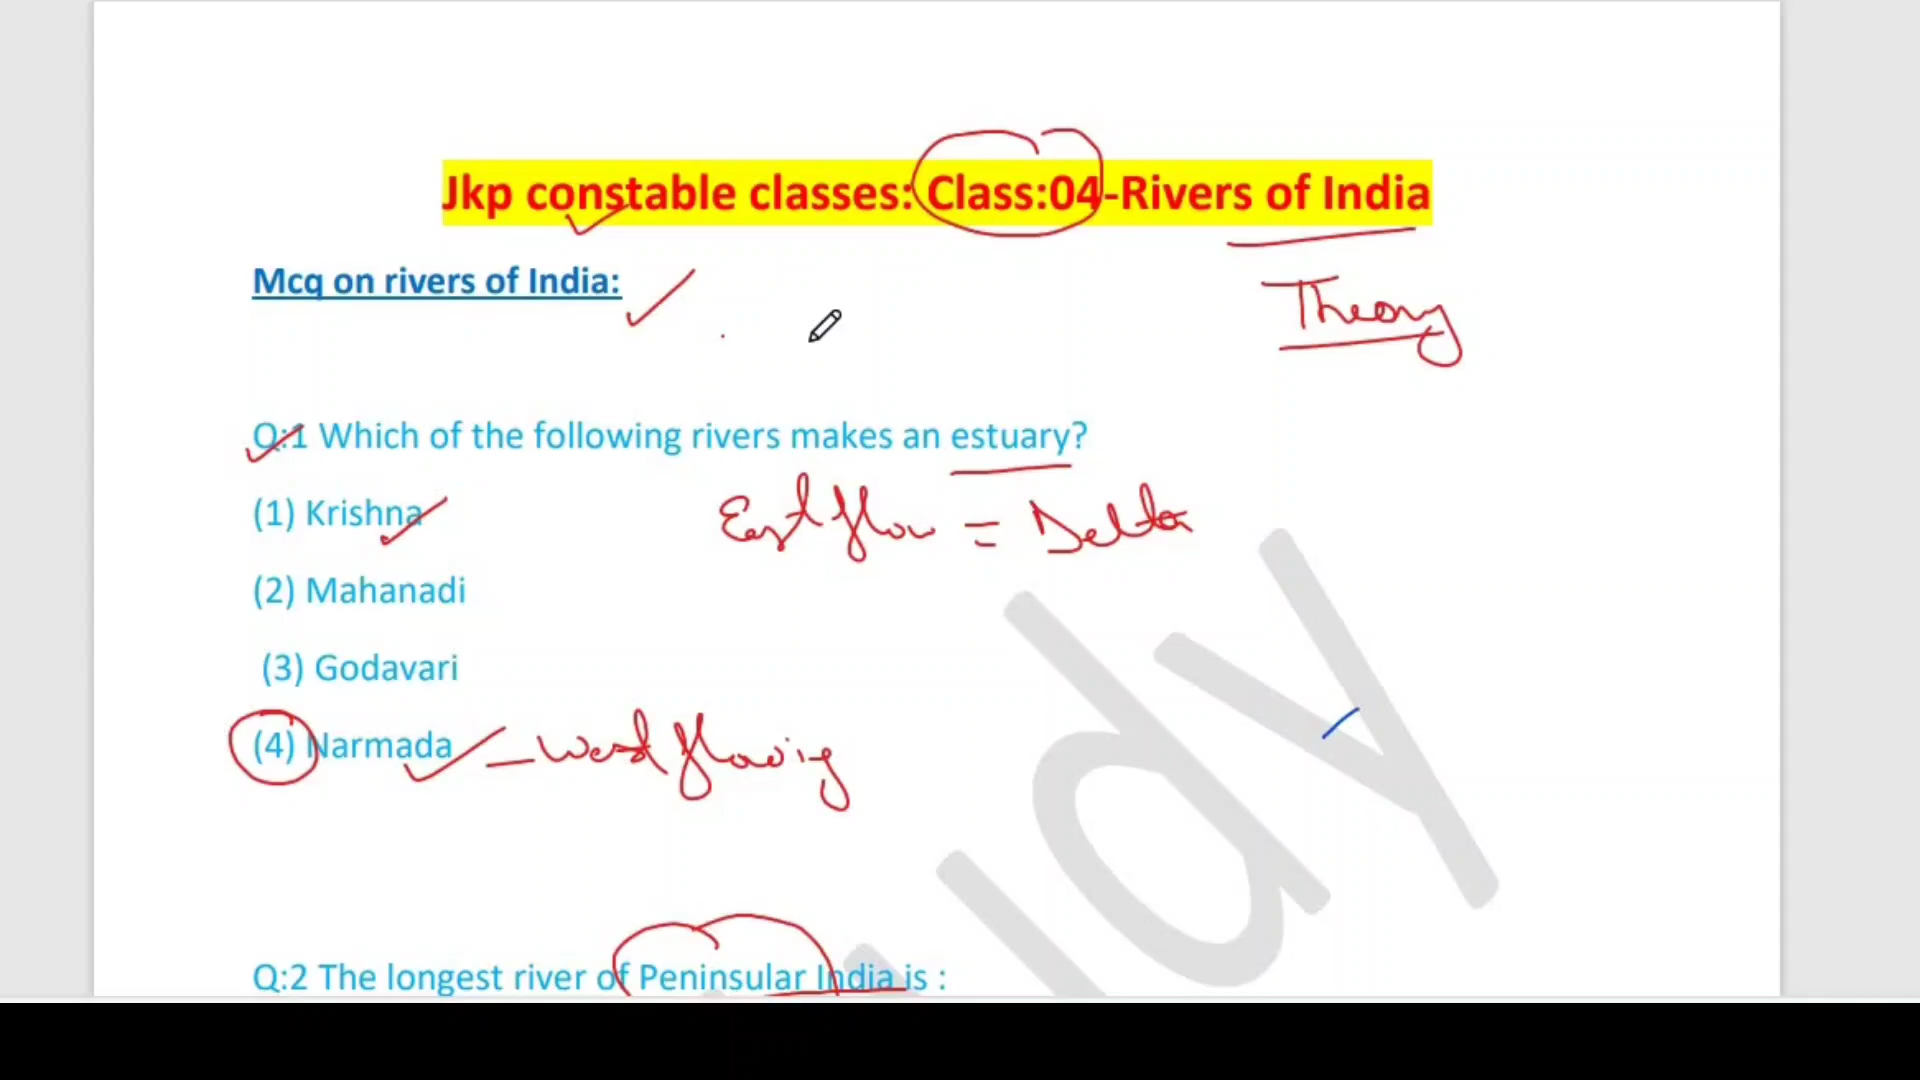 Jkp constable classes: Class:04-Rivers of India
Mcq on rivers of India:
Theory
Q:1 Which of the following rivers makes an estuary?
(1) Krishna
East flow = Delta
(2) Mahanadi
(3) Godavari
(4) Narmada - West flowing
Q:2 The longest river of Peninsular India is :
udy